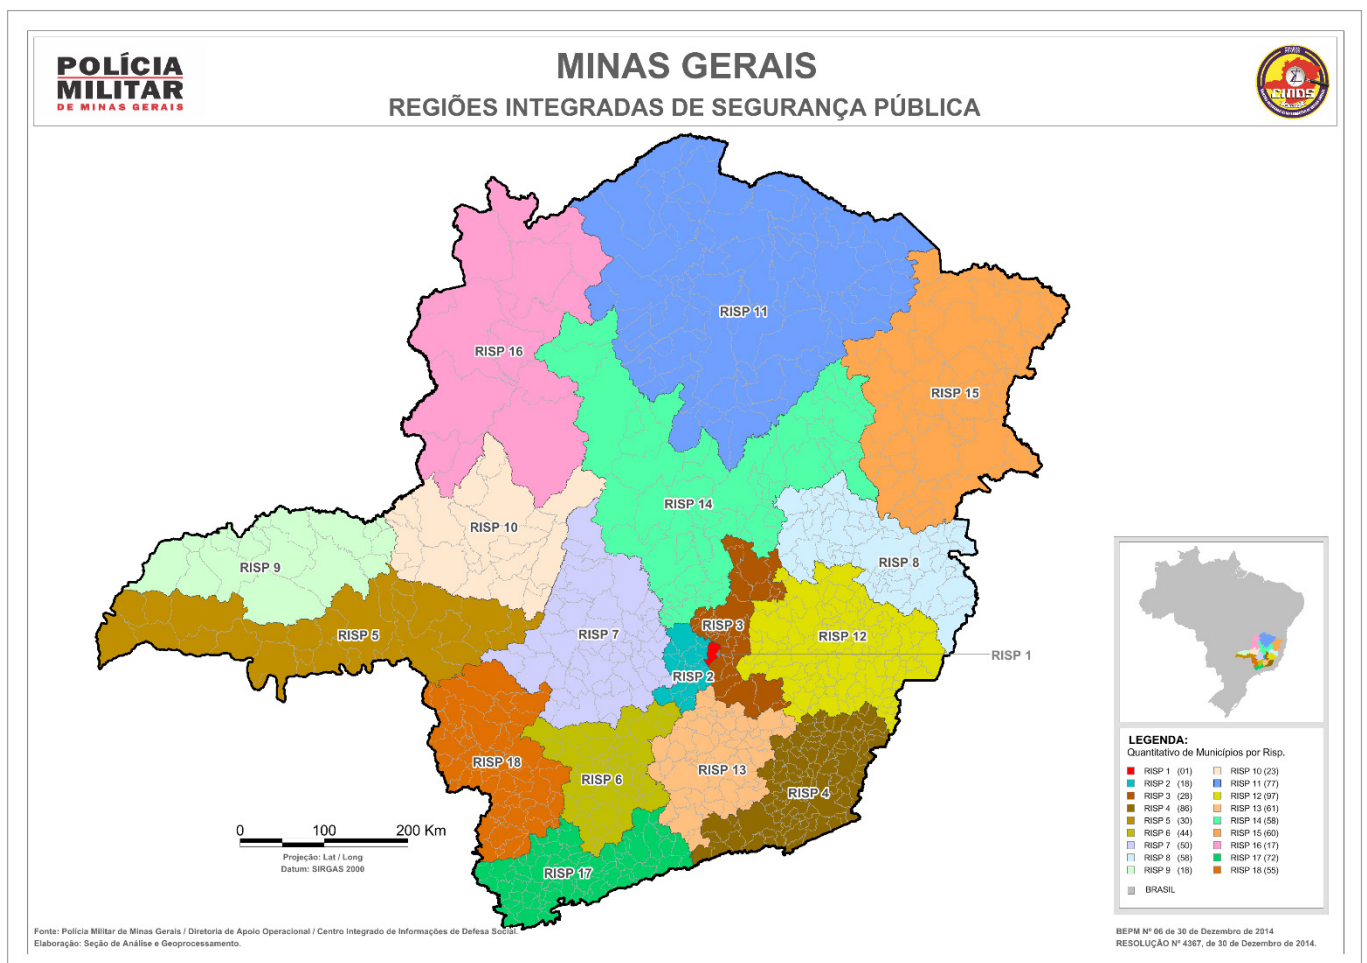 POLÍCIA
MILITAR
DE MINAS GERAIS
MINAS GERAIS
REGIÕES INTEGRADAS DE SEGURANÇA PÚBLICA
RISP 11
RISP 16
RISP 15
RISP 14
RISP 10
RISP 8
RISP 9
RISP 3
RISP 5
RISP 7
RISP 12
RISP 1
RISP 2
RISP 18
RISP 6
RISP 13
RISP 4
RISP 17
0 100 200 Km
Projeção: Lat / Long
Datum: SIRGAS 2000
LEGENDA:
Quantitativo de Municípios por Risp.
RISP 1 (01)
RISP 2 (18)
RISP 3 (28)
RISP 4 (86)
RISP 5 (30)
RISP 6 (44)
RISP 7 (50)
RISP 8 (58)
RISP 9 (18)
RISP 10 (23)
RISP 11 (77)
RISP 12 (97)
RISP 13 (61)
RISP 14 (58)
RISP 15 (60)
RISP 16 (17)
RISP 17 (72)
RISP 18 (55)
BRASIL
Fonte: Polícia Militar de Minas Gerais / Diretoria de Apoio Operacional / Centro Integrado de Informações de Defesa Social.
Elaboração: Seção de Análise e Geoprocessamento.
BEPM Nº 06 de 30 de Dezembro de 2014
RESOLUÇÃO Nº 4367, de 30 de Dezembro de 2014.